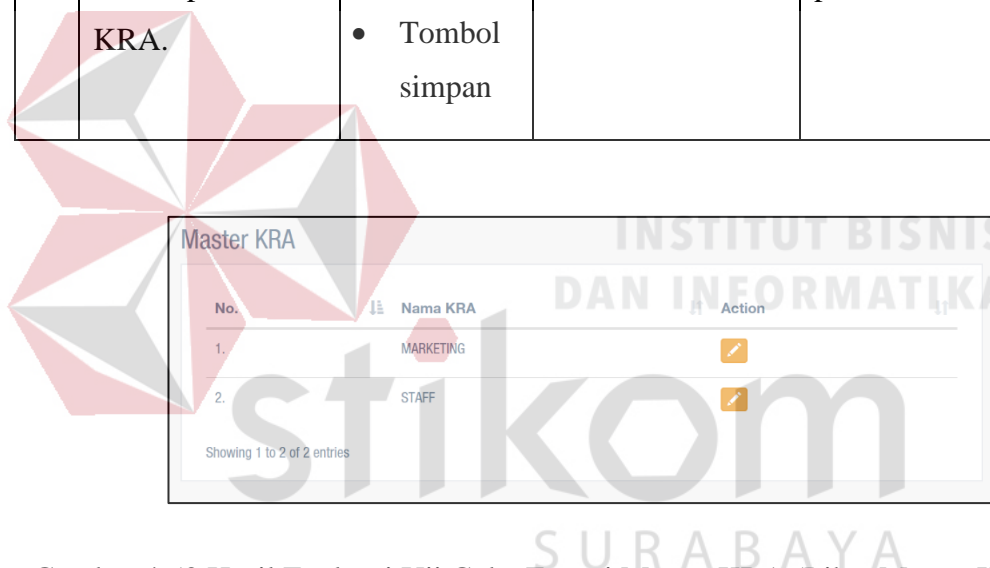 KRA.
• Tombol
simpan
Master KRA
INSTITUT BISNIS
DAN INFORMATIKA
No. Nama KRA Action
1. MARKETING
2. STAFF
stikom
Showing 1 to 2 of 2 entries
SURABAYA